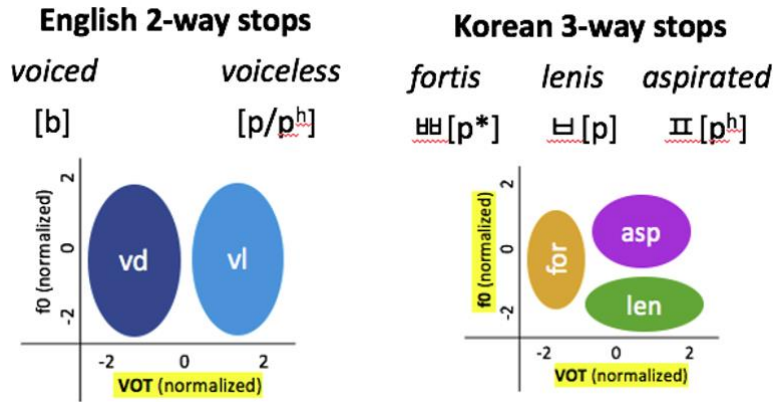 English 2-way stops
voiced voiceless
[b] [p/pʰ]
2
0
-2
f0 (normalized)
vd vl
-2 0 2
VOT (normalized)
Korean 3-way stops
fortis lenis aspirated
ㅃ[p*] ㅂ[p] ㅍ[pʰ]
2
0
-2
f0 (normalized)
for
asp
len
-2 0 2
VOT (normalized)